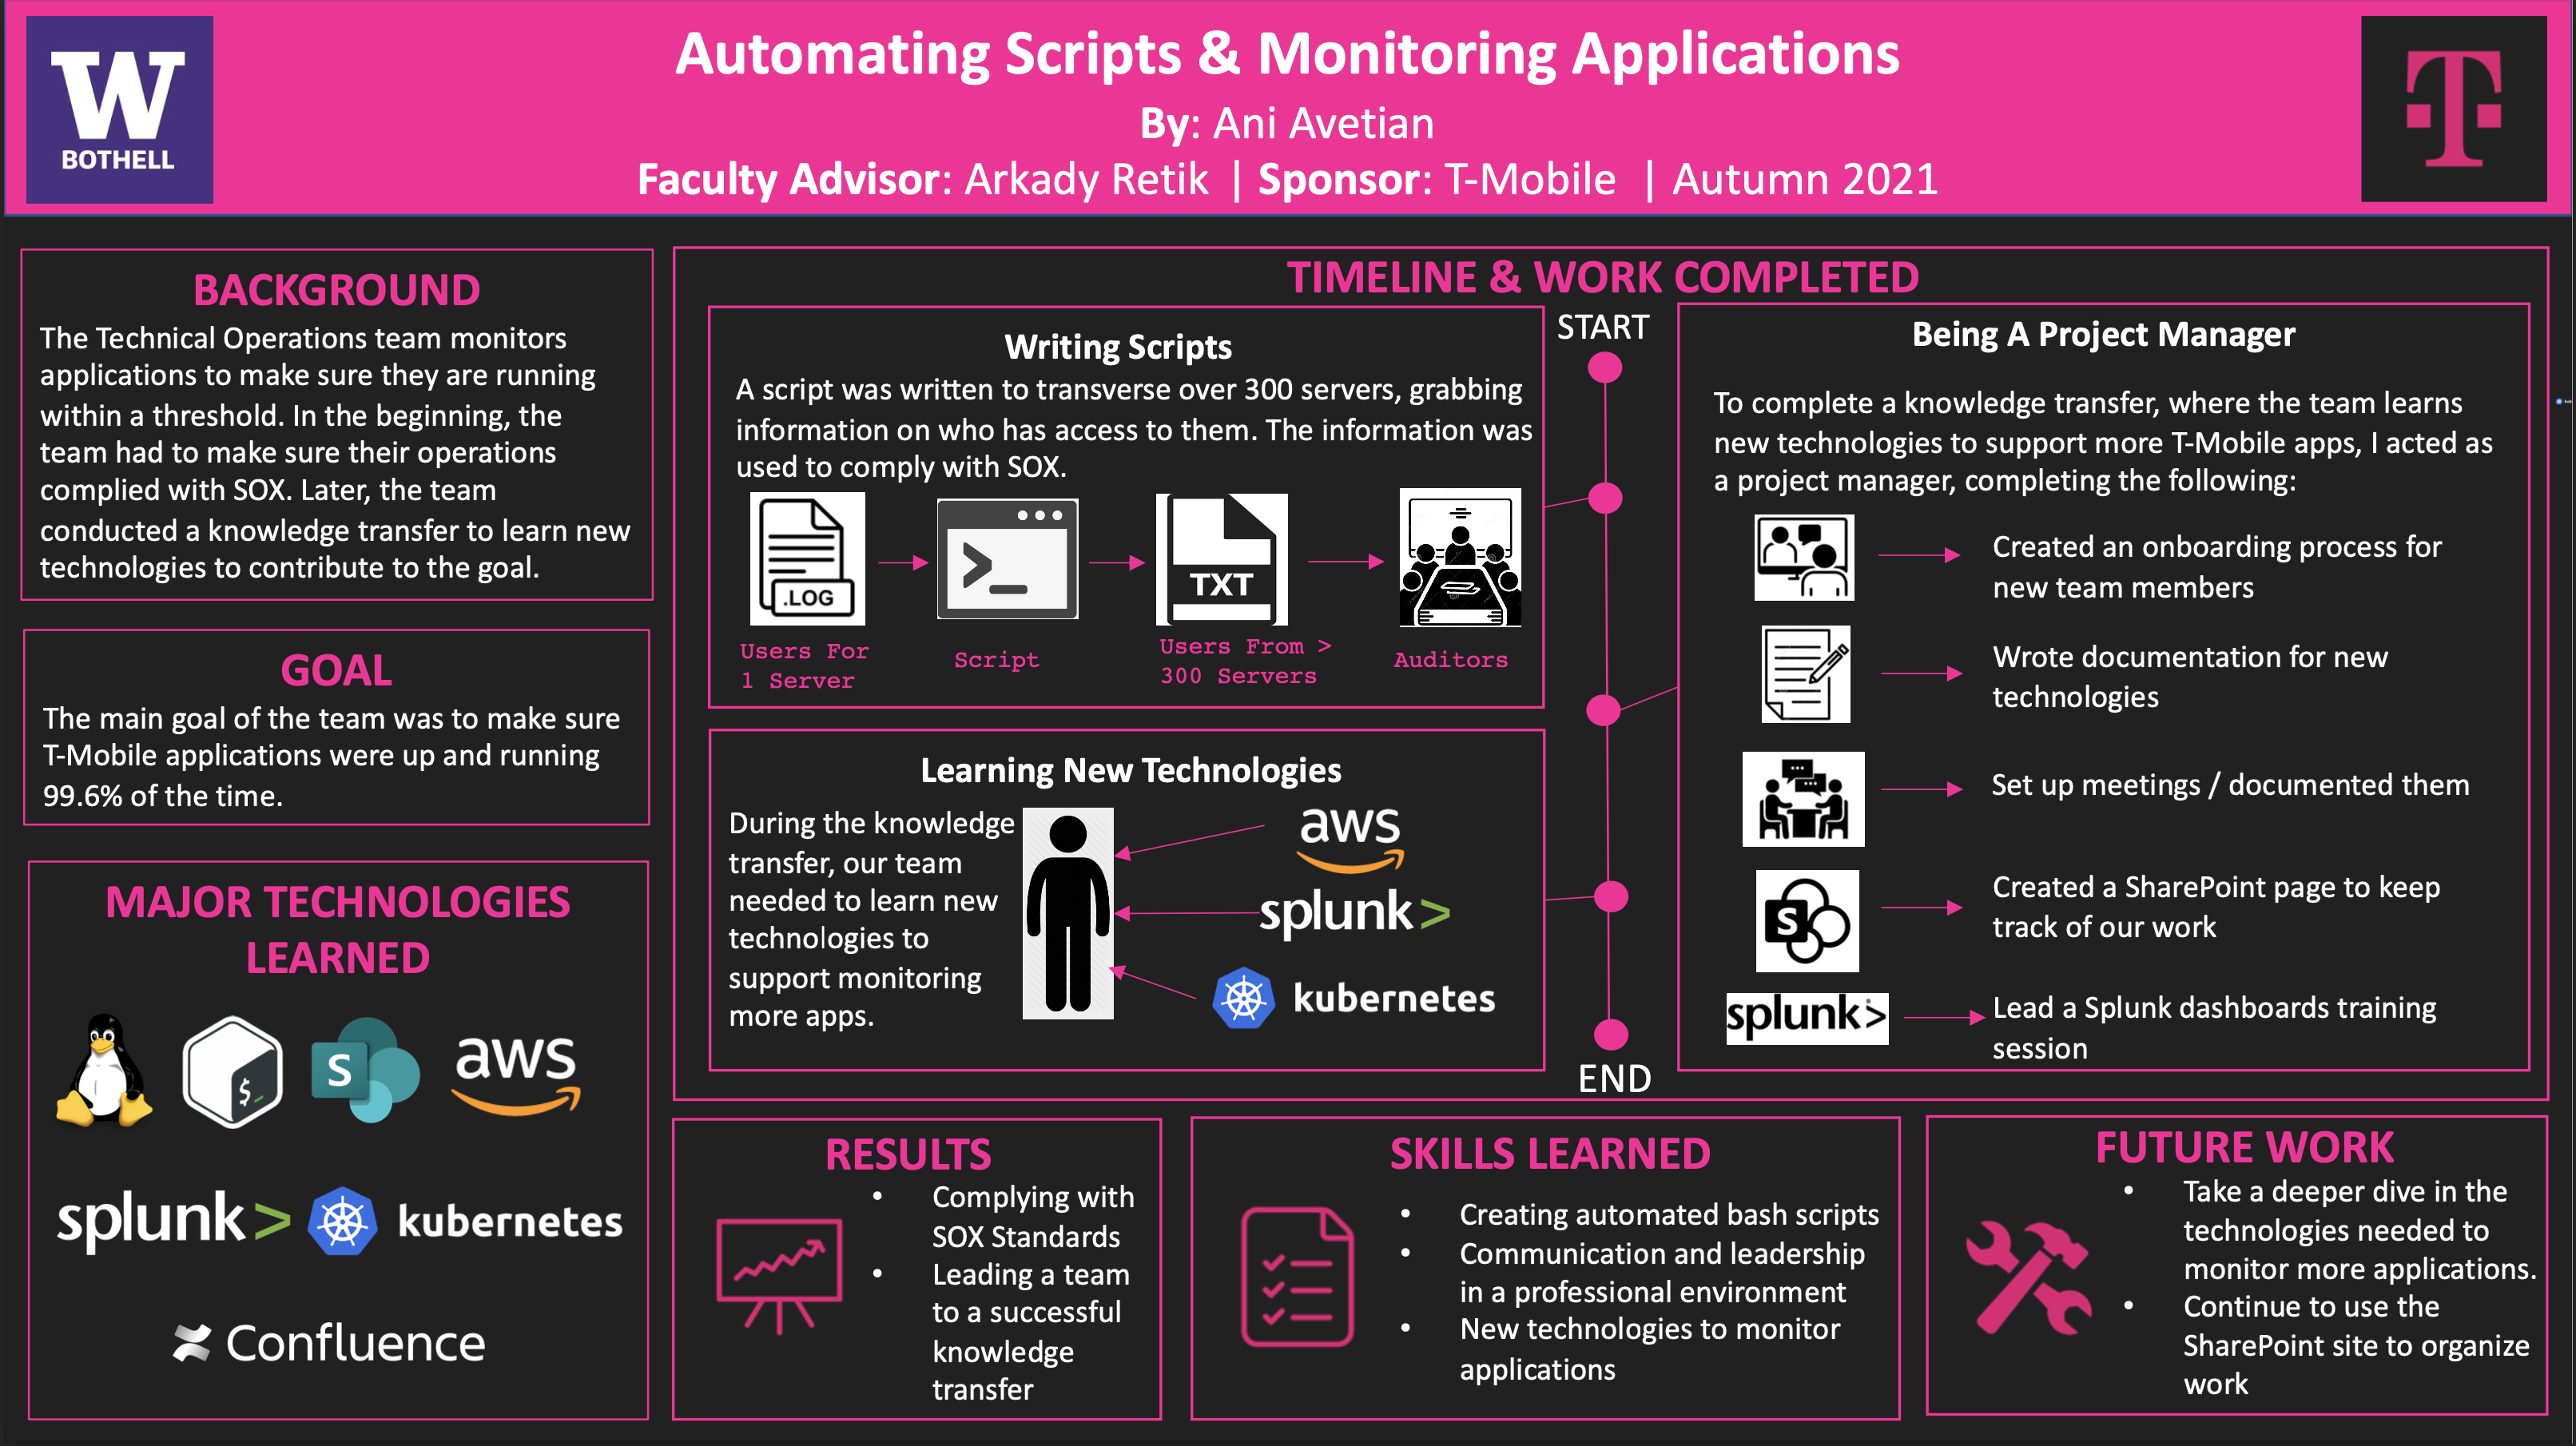 W
BOTHELL
Automating Scripts & Monitoring Applications
By: Ani Avetian
Faculty Advisor: Arkady Retik | Sponsor: T-Mobile | Autumn 2021
T
BACKGROUND
The Technical Operations team monitors
applications to make sure they are running
within a threshold. In the beginning, the
team had to make sure their operations
complied with SOX. Later, the team
conducted a knowledge transfer to learn new
technologies to contribute to the goal.
GOAL
The main goal of the team was to make sure
T-Mobile applications were up and running
99.6% of the time.
MAJOR TECHNOLOGIES
LEARNED
$_
S
aws
splunk>
kubernetes
Confluence
TIMELINE & WORK COMPLETED
Writing Scripts
A script was written to transverse over 300 servers, grabbing
information on who has access to them. The information was
used to comply with SOX.
.LOG
>_
TXT
Users For
1 Server
Script
Users From >
300 Servers
Auditors
Learning New Technologies
During the knowledge
transfer, our team
needed to learn new
technologies to
support monitoring
more apps.
aws
splunk>
kubernetes
START
END
Being A Project Manager
To complete a knowledge transfer, where the team learns
new technologies to support more T-Mobile apps, I acted as
a project manager, completing the following:
Created an onboarding process for
new team members
Wrote documentation for new
technologies
Set up meetings / documented them
S
Created a SharePoint page to keep
track of our work
splunk>
Lead a Splunk dashboards training
session
RESULTS
• Complying with
SOX Standards
• Leading a team
to a successful
knowledge
transfer
SKILLS LEARNED
• Creating automated bash scripts
• Communication and leadership
in a professional environment
• New technologies to monitor
applications
FUTURE WORK
• Take a deeper dive in the
technologies needed to
monitor more applications.
• Continue to use the
SharePoint site to organize
work